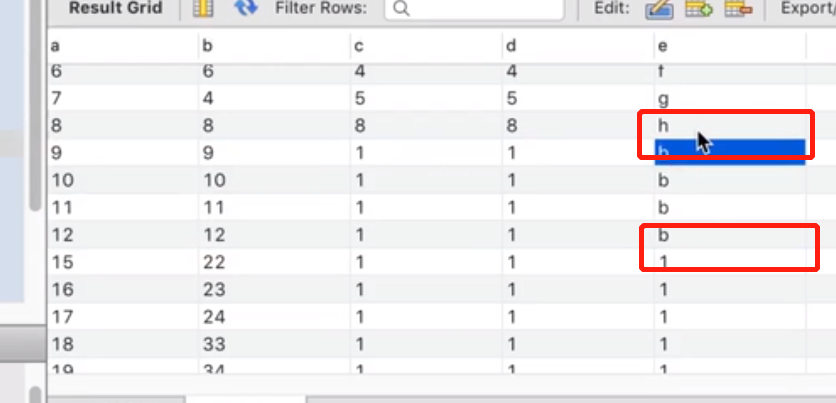 Result Grid Filter Rows: Edit: Export/
a b c d e
6 6 4 4 f
7 4 5 5 g
8 8 8 8 h
9 9 1 1 b
10 10 1 1 b
11 11 1 1 b
12 12 1 1 b
15 22 1 1 1
16 23 1 1 1
17 24 1 1 1
18 33 1 1 1
19 34 1 1 1